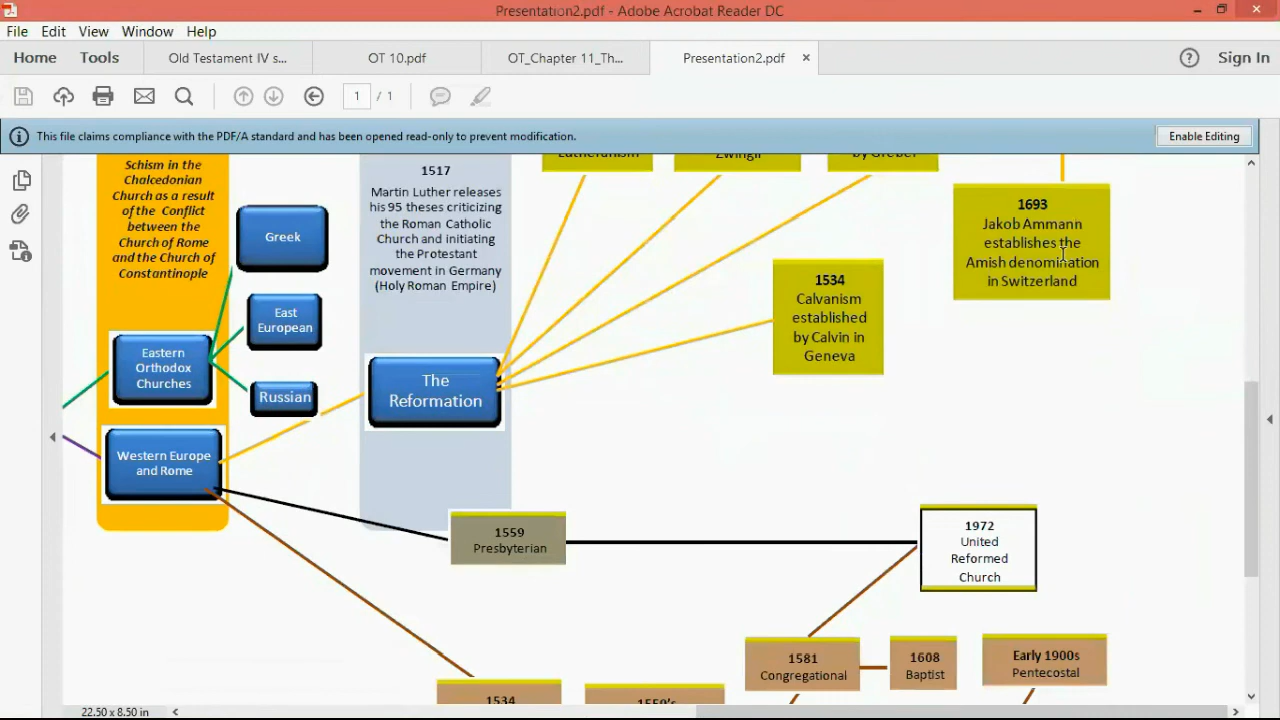 Presentation2.pdf - Adobe Acrobat Reader DC
File Edit View Window Help
Home Tools Old Testament IV s... OT 10.pdf OT_Chapter 11_Th... Presentation2.pdf × ? Sign In
1 / 1
This file claims compliance with the PDF/A standard and has been opened read-only to prevent modification. Enable Editing
Schism in the
Chalcedonian
Church as a result
of the Conflict
between the
Church of Rome
and the Church of
Constantinople
Greek
East
European
Russian
Eastern
Orthodox
Churches
Western Europe
and Rome
1517
Martin Luther releases
his 95 theses criticizing
the Roman Catholic
Church and initiating
the Protestant
movement in Germany
(Holy Roman Empire)
The
Reformation
Lutheranism
Zwingli
by Greber
1693
Jakob Ammann
establishes the
Amish denomination
in Switzerland
1534
Calvanism
established
by Calvin in
Geneva
1559
Presbyterian
1972
United
Reformed
Church
1581
Congregational
1608
Baptist
Early 1900s
Pentecostal
1534
1550's
22.50 x 8.50 in